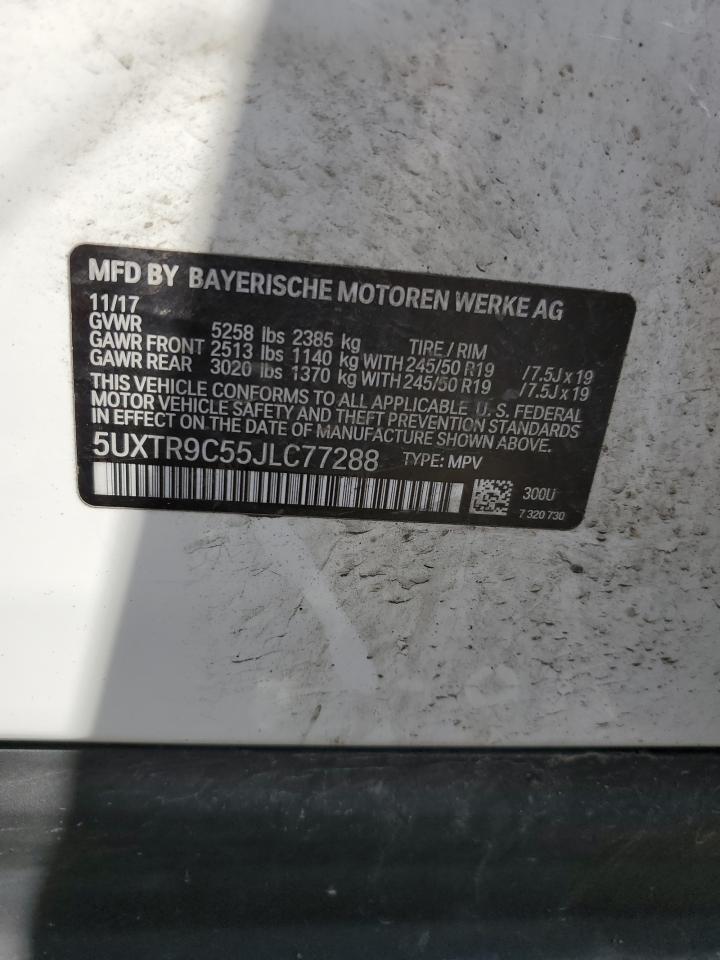 MFD BY BAYERISCHE MOTOREN WERKE AG
11/17
GVWR 5258 lbs 2385 kg TIRE / RIM
GAWR FRONT 2513 lbs 1140 kg WITH 245/50 R19 /7.5J x 19
GAWR REAR 3020 lbs 1370 kg WITH 245/50 R19 /7.5J x 19
THIS VEHICLE CONFORMS TO ALL APPLICABLE U. S. FEDERAL
MOTOR VEHICLE SAFETY AND THEFT PREVENTION STANDARDS
IN EFFECT ON THE DATE OF MANUFACTURE SHOWN ABOVE.
5UXTR9C55JLC77288 TYPE: MPV
300U
7 320 730